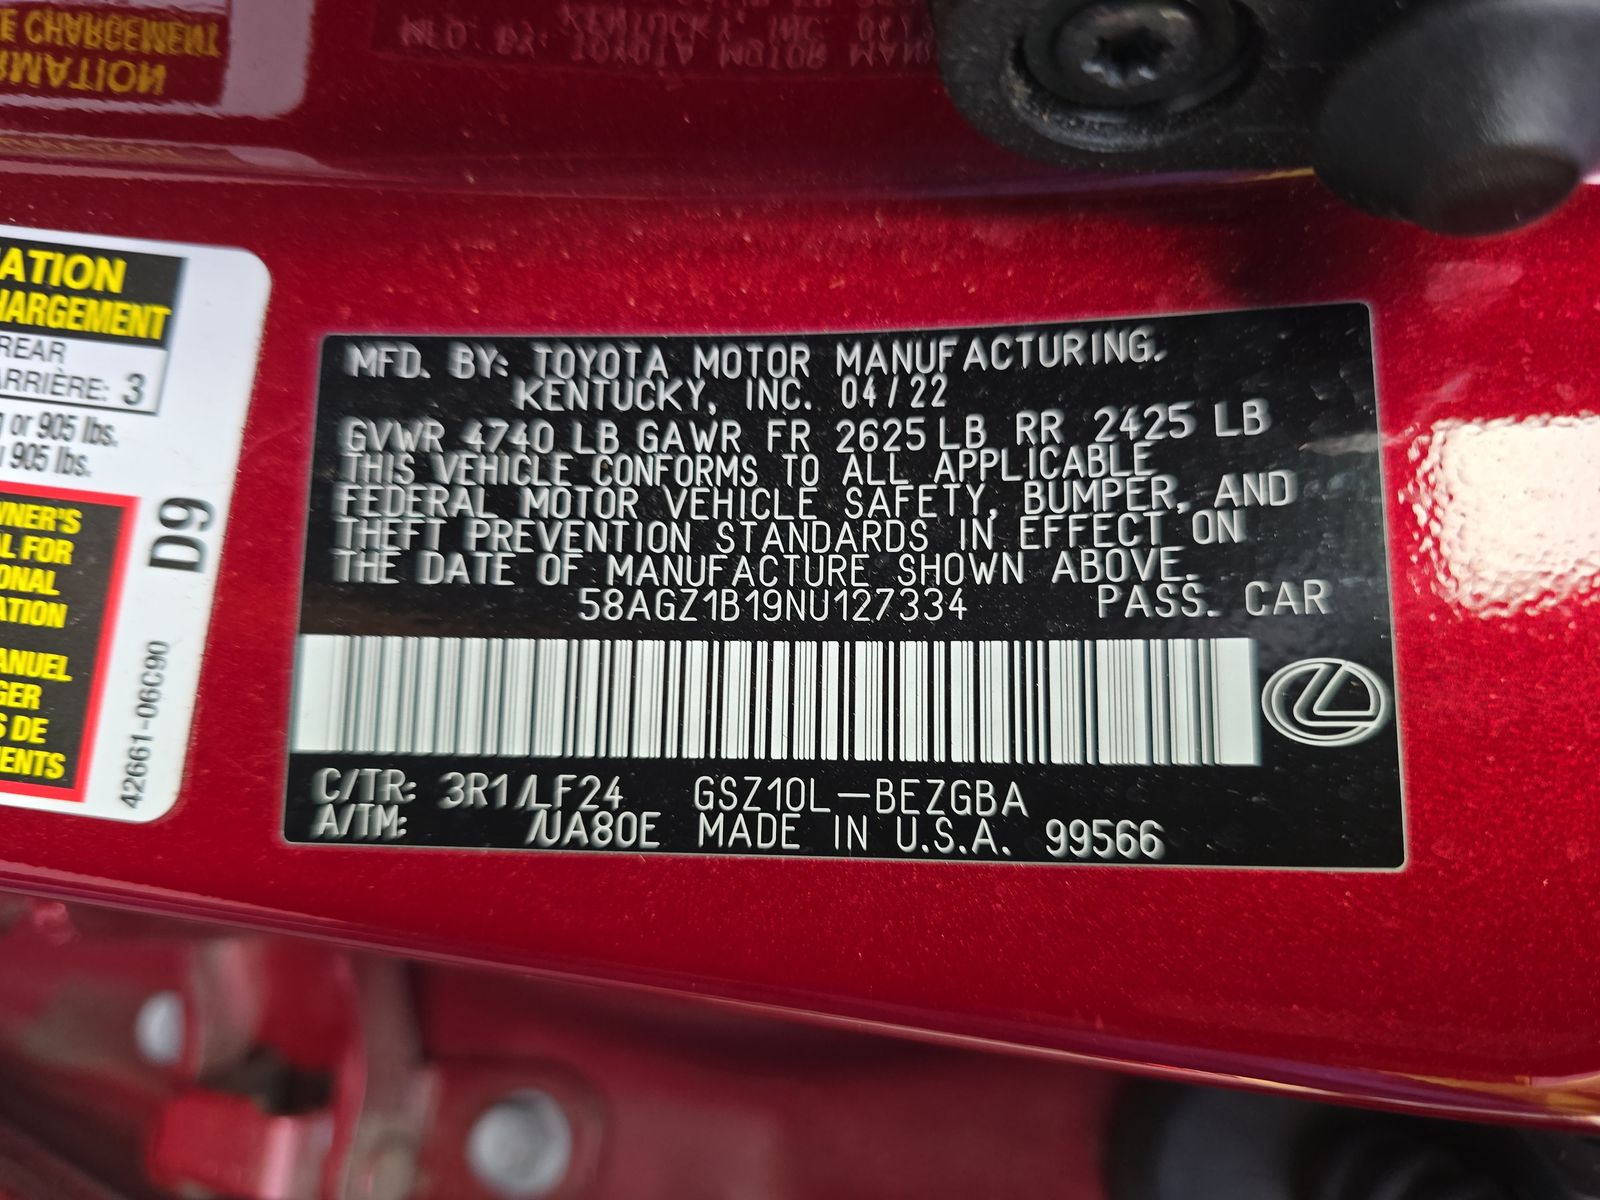 ATION
HARGEMENT
REAR
ARRIÈRE: 3
or 905 lbs.
905 lbs.
WNER'S
L FOR
ONAL
ATION
ANUEL
GER
S DE
ENTS
D9
42661-06C90
MFD. BY: TOYOTA MOTOR MANUFACTURING,
KENTUCKY, INC. 04/22
GVWR 4740 LB GAWR FR 2625 LB RR 2425 LB
THIS VEHICLE CONFORMS TO ALL APPLICABLE
FEDERAL MOTOR VEHICLE SAFETY, BUMPER, AND
THEFT PREVENTION STANDARDS IN EFFECT ON
THE DATE OF MANUFACTURE SHOWN ABOVE.
58AGZ1B19NU127334 PASS. CAR
C/TR: 3R1/LF24 GSZ10L-BEZGBA
A/TM: /UA80E MADE IN U.S.A. 99566